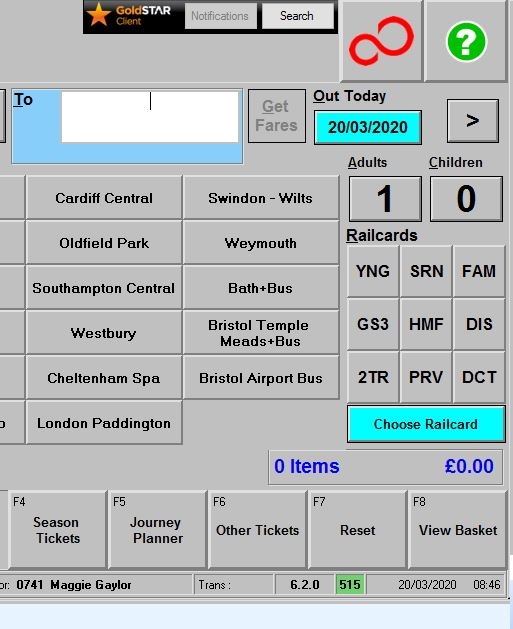 GoldSTAR
Client
Notifications
Search
?
To
Get
Fares
Out Today
20/03/2020
>
Adults
Children
1
0
Railcards
Cardiff Central
Swindon - Wilts
Oldfield Park
Weymouth
Southampton Central
Bath+Bus
Westbury
Bristol Temple
Meads+Bus
Cheltenham Spa
Bristol Airport Bus
London Paddington
YNG
SRN
FAM
GS3
HMF
DIS
2TR
PRV
DCT
Choose Railcard
0 Items
£0.00
F4
Season
Tickets
F5
Journey
Planner
F6
Other Tickets
F7
Reset
F8
View Basket
or: 0741 Maggie Gaylor
Trans :
6.2.0
515
20/03/2020
08:46